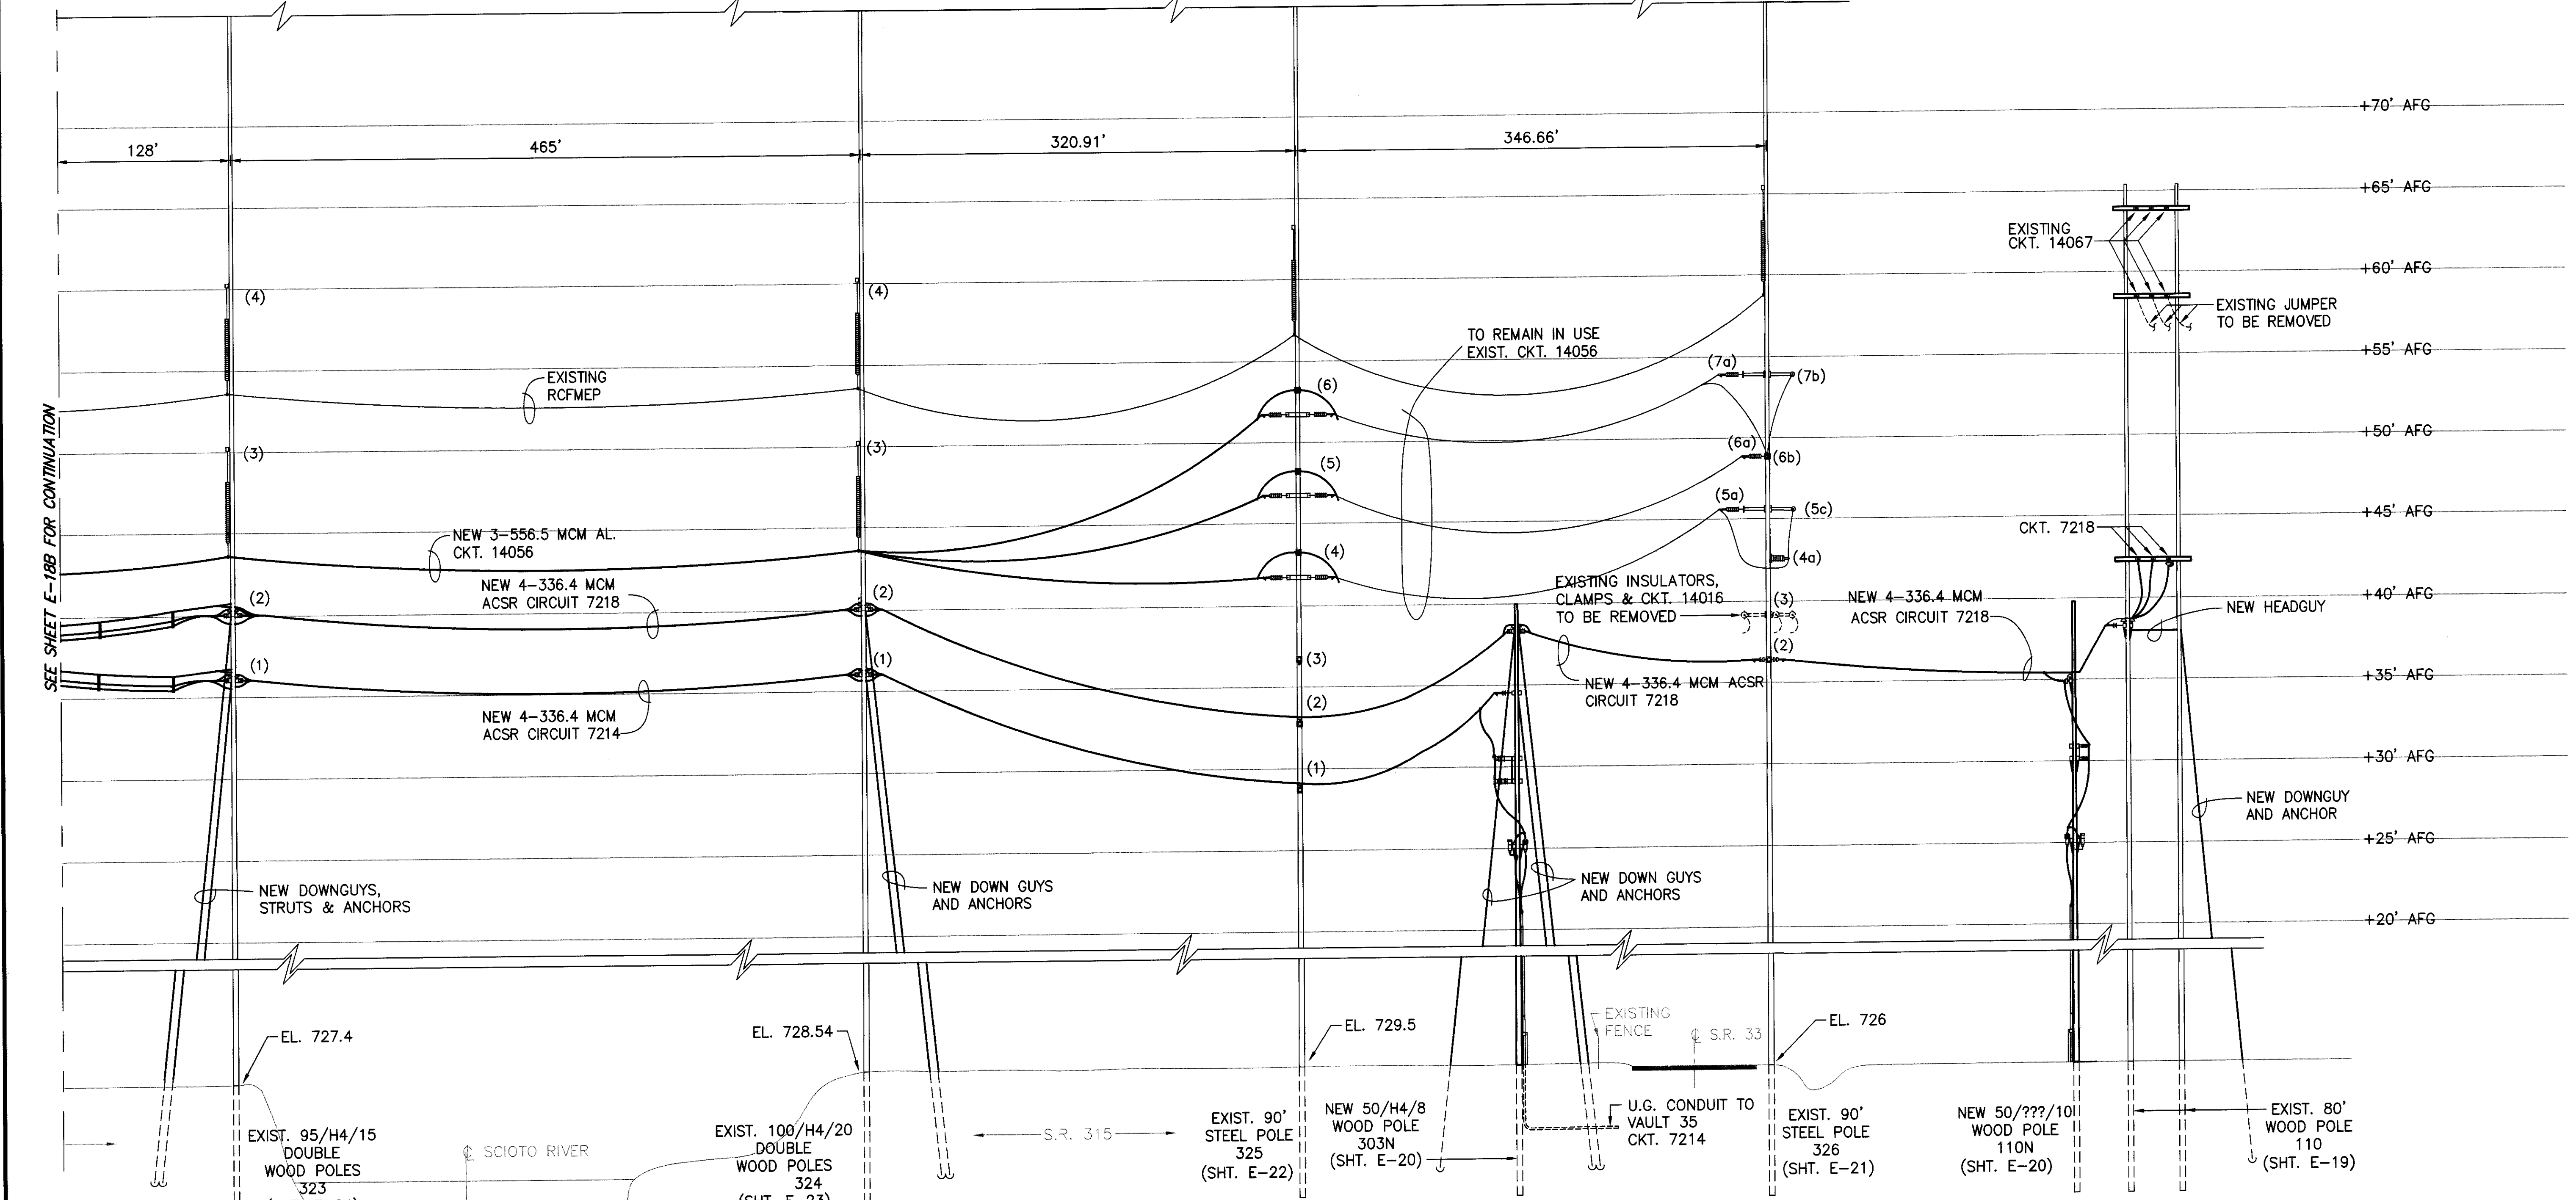 +70' AFG
128'
465'
320.91'
346.66'
+65' AFG
EXISTING
CKT. 14067
+60' AFG
(4)
(4)
EXISTING JUMPER
TO BE REMOVED
TO REMAIN IN USE
EXIST. CKT. 14056
+55' AFG
(7a)
(7b)
EXISTING
RCFMEP
(6)
SEE SHEET E-18B FOR CONTINUATION
+50' AFG
(3)
(3)
(6a)
(6b)
(5)
(5a)
(5c)
+45' AFG
NEW 3-556.5 MCM AL.
CKT. 14056
CKT. 7218
(4)
(4a)
NEW 4-336.4 MCM
ACSR CIRCUIT 7218
EXISTING INSULATORS,
CLAMPS & CKT. 14016
TO BE REMOVED
(3)
NEW 4-336.4 MCM
ACSR CIRCUIT 7218
+40' AFG
NEW HEADGUY
(2)
(2)
(2)
(1)
(1)
(3)
+35' AFG
NEW 4-336.4 MCM ACSR
CIRCUIT 7218
(2)
NEW 4-336.4 MCM
ACSR CIRCUIT 7214
(1)
+30' AFG
NEW DOWNGUY
AND ANCHOR
+25' AFG
NEW DOWNGUYS,
STRUTS & ANCHORS
NEW DOWN GUYS
AND ANCHORS
NEW DOWN GUYS
AND ANCHORS
+20' AFG
EL. 727.4
EL. 728.54
EL. 729.5
EXISTING
FENCE
℄ S.R. 33
EL. 726
EXIST. 95/H4/15
DOUBLE
WOOD POLES
323
℄ SCIOTO RIVER
EXIST. 100/H4/20
DOUBLE
WOOD POLES
324
(SHT. E-23)
S.R. 315
EXIST. 90'
STEEL POLE
325
(SHT. E-22)
NEW 50/H4/8
WOOD POLE
303N
(SHT. E-20)
U.G. CONDUIT TO
VAULT 35
CKT. 7214
EXIST. 90'
STEEL POLE
326
(SHT. E-21)
NEW 50/???/10
WOOD POLE
110N
(SHT. E-20)
EXIST. 80'
WOOD POLE
110
(SHT. E-19)